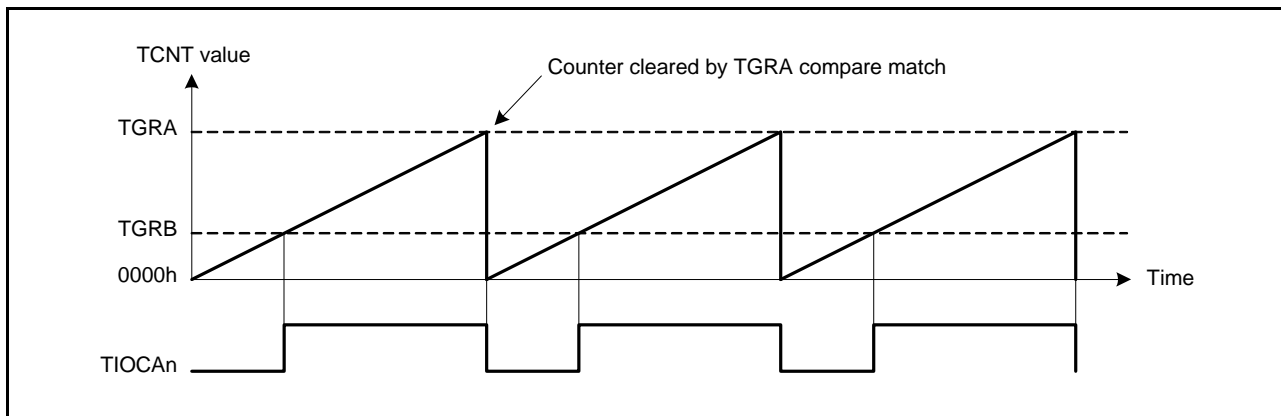 TCNT value
Counter cleared by TGRA compare match
TGRA
TGRB
0000h
Time
TIOCAn